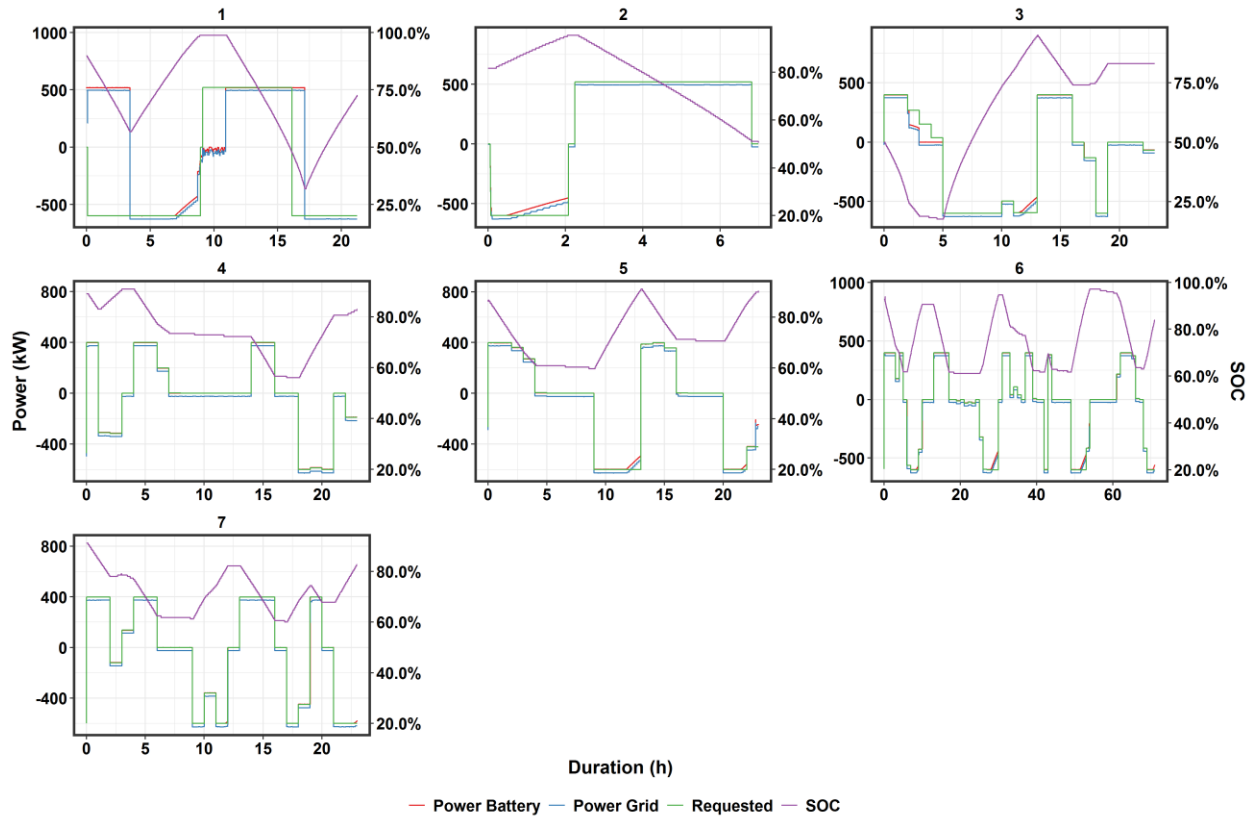 1 2 3
1000 100.0%
500 75.0%
0 50.0%
-500 20.0%
0 5 10 15 20
500 80.0%
0 60.0%
40.0%
-500 20.0%
0 2 4 6
500 75.0%
0 50.0%
-500 25.0%
0 5 10 15 20
4 5 6
800 80.0%
400 60.0%
0 40.0%
-400 20.0%
0 5 10 15 20
800 80.0%
400 60.0%
0 40.0%
-400 20.0%
0 5 10 15 20
1000 100.0%
500 80.0%
0 60.0%
40.0%
-500 20.0%
0 20 40 60
7
800 80.0%
400 60.0%
0 40.0%
-400 20.0%
0 5 10 15 20
Power (kW)
SOC
Duration (h)
Power Battery Power Grid Requested SOC